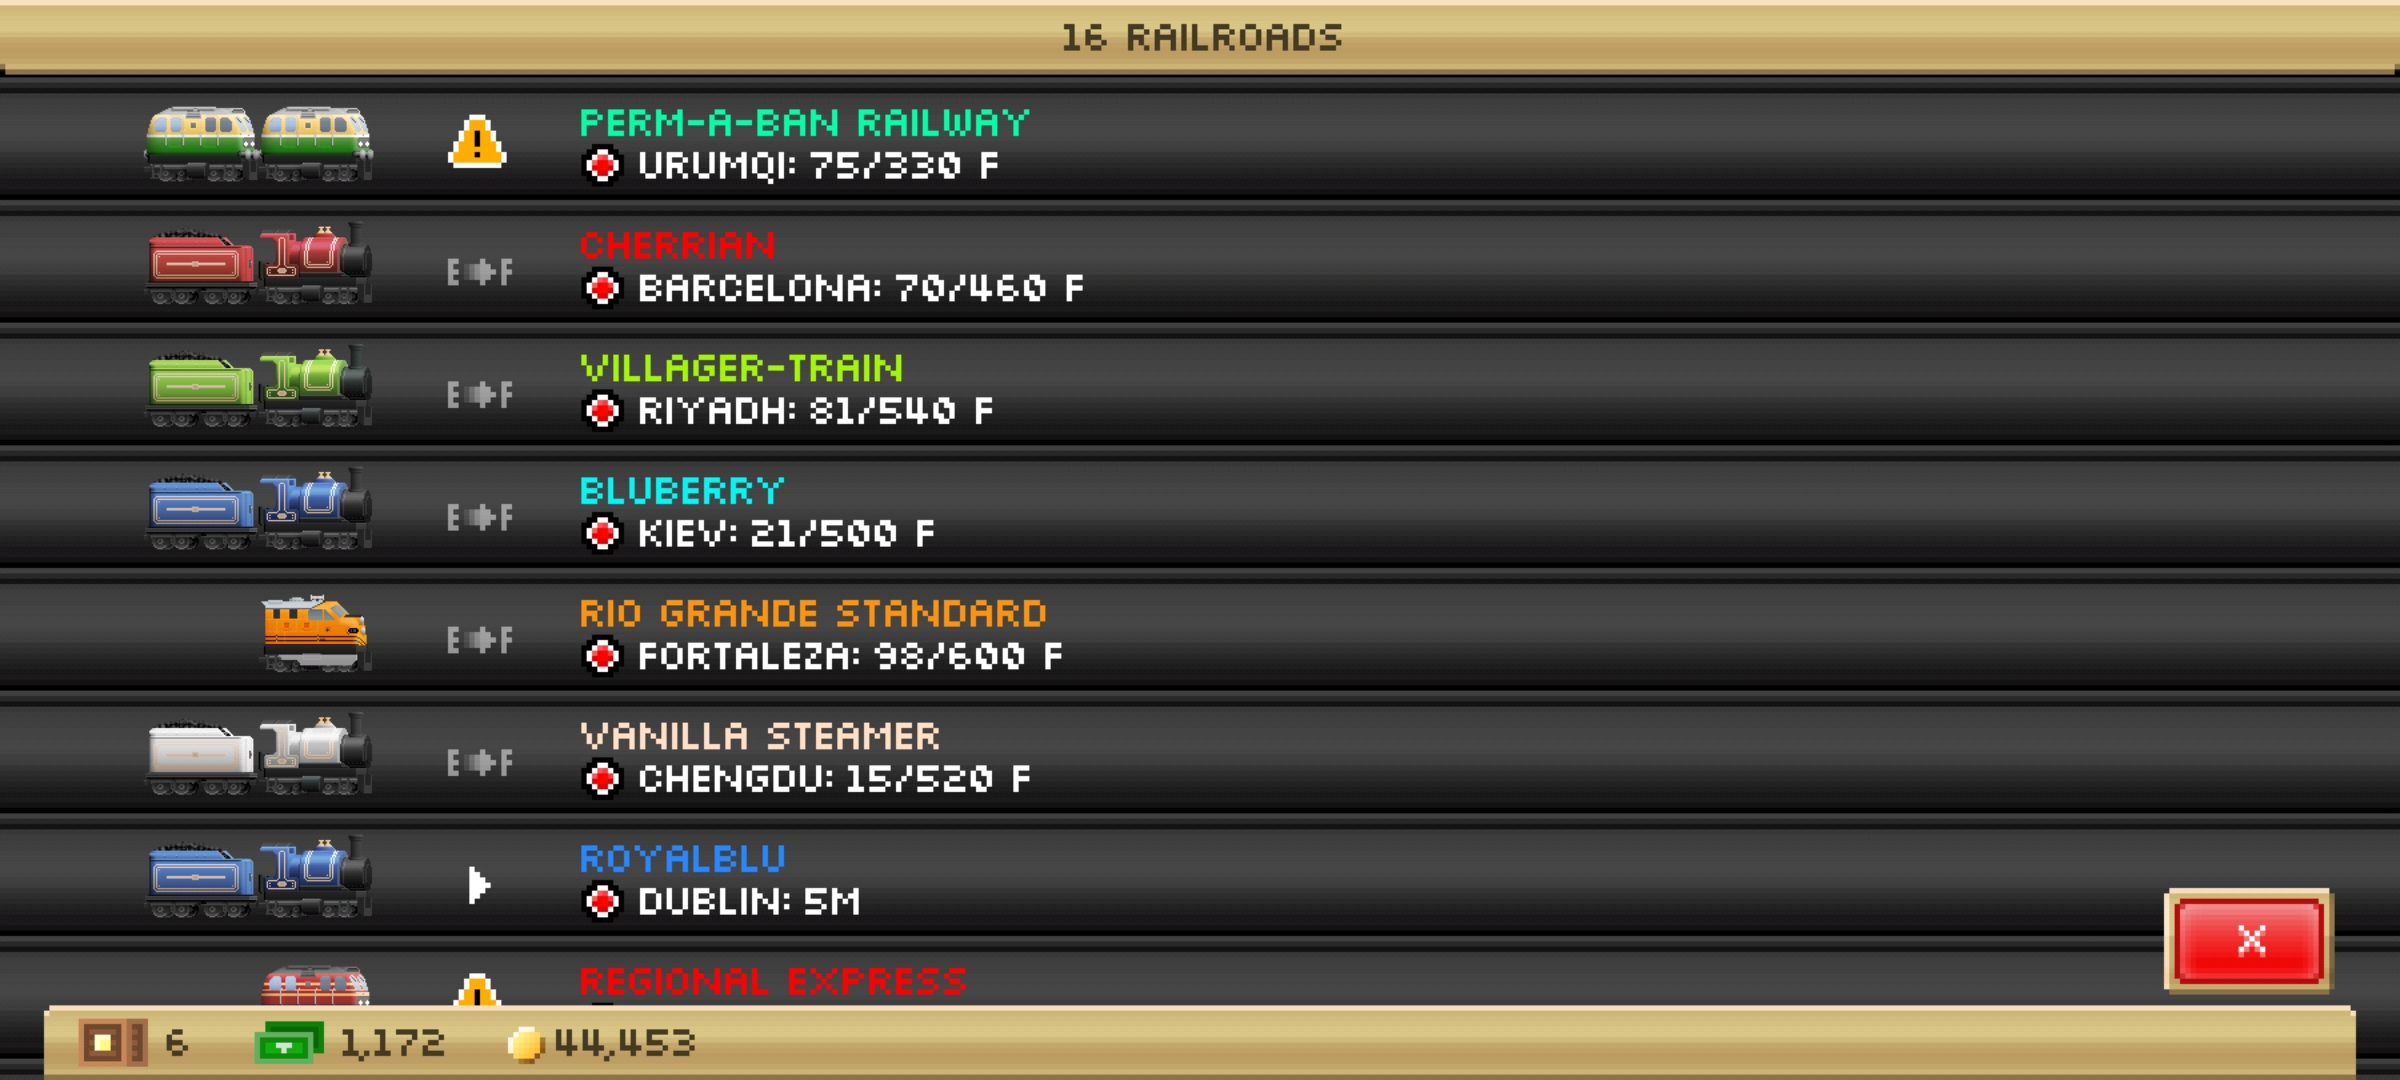 16 RAILROADS
PERM-A-BAN RAILWAY
URUMQI: 75/330 F
E F
CHERRIAN
BARCELONA: 70/460 F
E F
VILLAGER-TRAIN
RIYADH: 81/540 F
E F
BLUBERRY
KIEV: 21/500 F
E F
RIO GRANDE STANDARD
FORTALEZA: 98/600 F
E F
VANILLA STEAMER
CHENGDU: 15/520 F
ROYALBLU
DUBLIN: 5M
REGIONAL EXPRESS
X
6 1,172 44,453